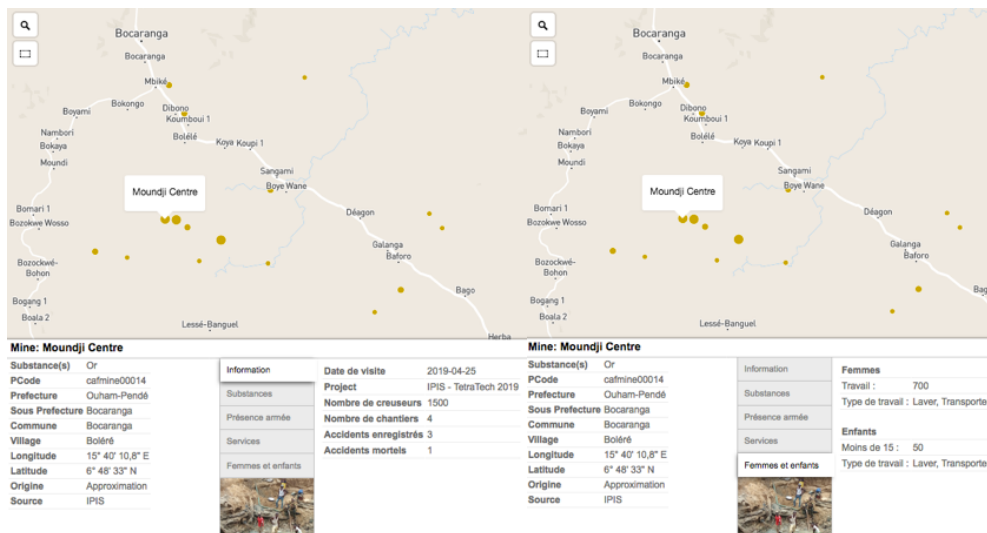 Bocaranga
Bocaranga
Mbiké
Bokongo
Dibono
Boyami
Koumboui 1
Nambori
Bolélé
Koya Koupi 1
Bokaya
Moundi
Sangami
Boye Wane
Moundji Centre
Bomari 1
Déagon
Bozokwe Wosso
Galanga
Baforo
Bozockwé-
Bohon
Bago
Bogang 1
Boala 2
Lessé-Banguel
Herba
Mine: Moundji Centre
Substance(s) Or
PCode cafmine00014
Prefecture Ouham-Pendé
Sous Prefecture Bocaranga
Commune Bocaranga
Village Boléré
Longitude 15° 40' 10,8" E
Latitude 6° 48' 33" N
Origine Approximation
Source IPIS
Information
Substances
Présence armée
Services
Femmes et enfants
Date de visite 2019-04-25
Project IPIS - TetraTech 2019
Nombre de creuseurs 1500
Nombre de chantiers 4
Accidents enregistrés 3
Accidents mortels 1
Bocaranga
Bocaranga
Mbiké
Bokongo
Dibono
Boyami
Koumboui 1
Nambori
Bolélé
Koya Koupi 1
Bokaya
Moundi
Sangami
Boye Wane
Moundji Centre
Bomari 1
Déagon
Bozokwe Wosso
Galanga
Baforo
Bozockwé-
Bohon
Bag
Bogang 1
Boala 2
Lessé-Banguel
Mine: Moundji Centre
Substance(s) Or
PCode cafmine00014
Prefecture Ouham-Pendé
Sous Prefecture Bocaranga
Commune Bocaranga
Village Boléré
Longitude 15° 40' 10,8" E
Latitude 6° 48' 33" N
Origine Approximation
Source IPIS
Information
Substances
Présence armée
Services
Femmes et enfants
Femmes
Travail : 700
Type de travail : Laver, Transporte
Enfants
Moins de 15 : 50
Type de travail : Laver, Transporte